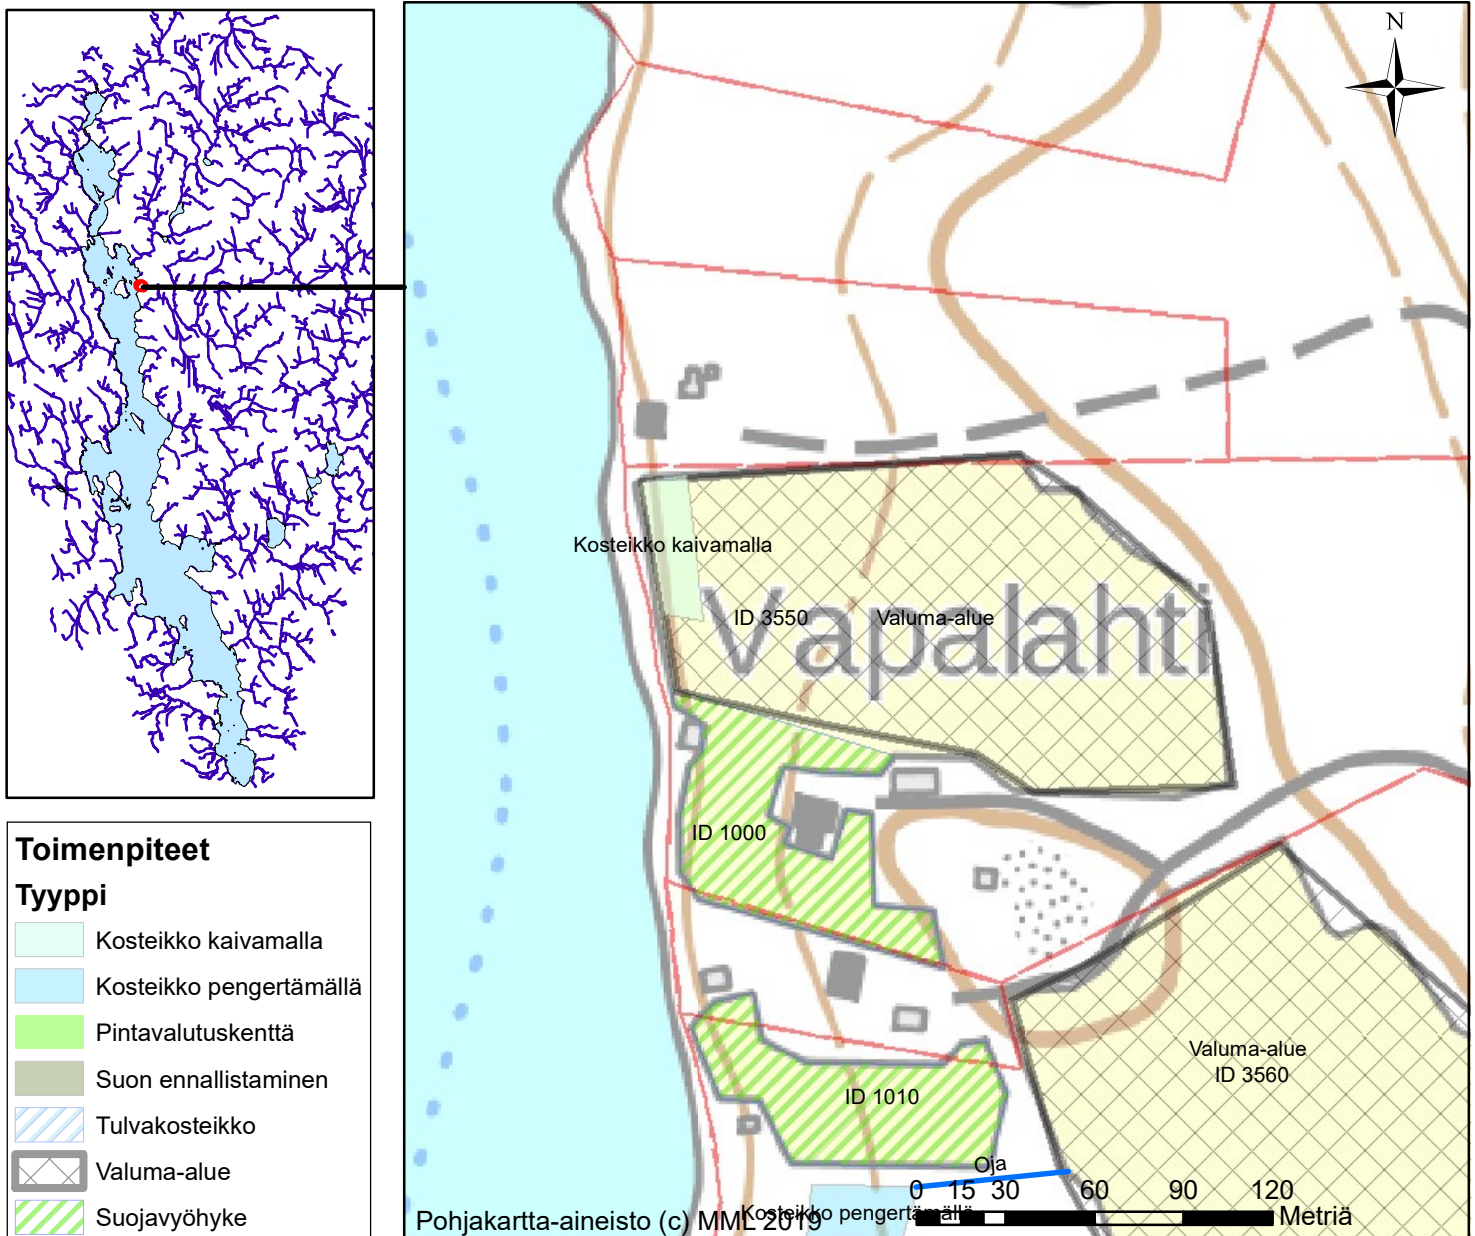 N
Kosteikko kaivamalla
Vapalahti
ID 3550
Valuma-alue
ID 1000
Valuma-alue
ID 3560
ID 1010
Oja
Kosteikko pengertämällä
0 15 30 60 90 120
Metriä
Pohjakartta-aineisto (c) MML 2019
Toimenpiteet
Tyyppi
Kosteikko kaivamalla
Kosteikko pengertämällä
Pintavalutuskenttä
Suon ennallistaminen
Tulvakosteikko
Valuma-alue
Suojavyöhyke